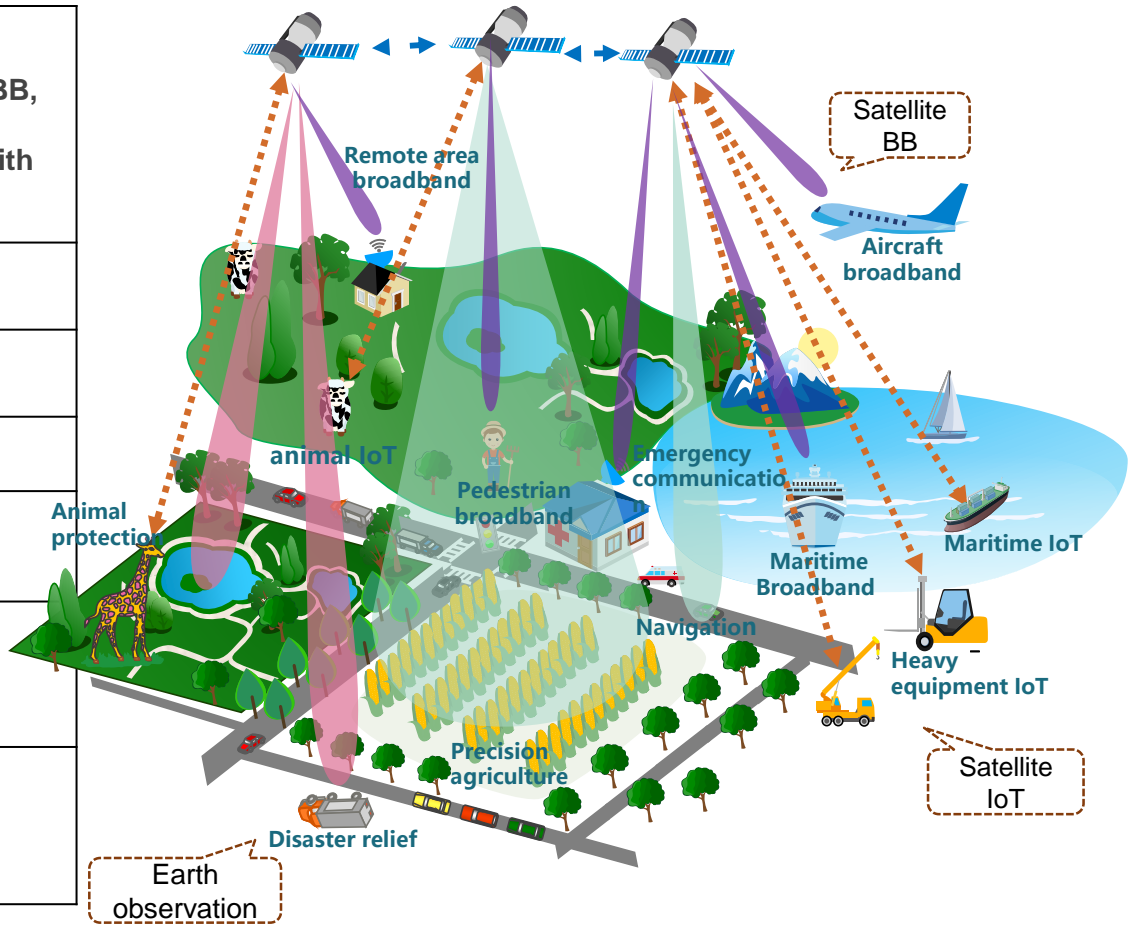 BB,
ith
Satellite
BB
Remote area
broadband
Aircraft
broadband
animal IoT
Emergency
communicatio
n
Pedestrian
broadband
Animal
protection
Maritime IoT
Maritime
Broadband
Navigation
Heavy
equipment IoT
Precision
agriculture
Satellite
IoT
Disaster relief
Earth
observation